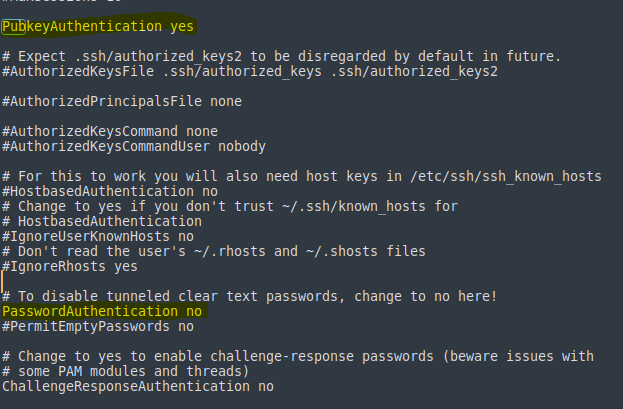 PubkeyAuthentication yes
# Expect .ssh/authorized_keys2 to be disregarded by default in future.
#AuthorizedKeysFile .ssh/authorized_keys .ssh/authorized_keys2
#AuthorizedPrincipalsFile none
#AuthorizedKeysCommand none
#AuthorizedKeysCommandUser nobody
# For this to work you will also need host keys in /etc/ssh/ssh_known_hosts
#HostbasedAuthentication no
# Change to yes if you don't trust ~/.ssh/known_hosts for
# HostbasedAuthentication
#IgnoreUserKnownHosts no
# Don't read the user's ~/.rhosts and ~/.shosts files
#IgnoreRhosts yes
# To disable tunneled clear text passwords, change to no here!
PasswordAuthentication no
#PermitEmptyPasswords no
# Change to yes to enable challenge-response passwords (beware issues with
# some PAM modules and threads)
ChallengeResponseAuthentication no